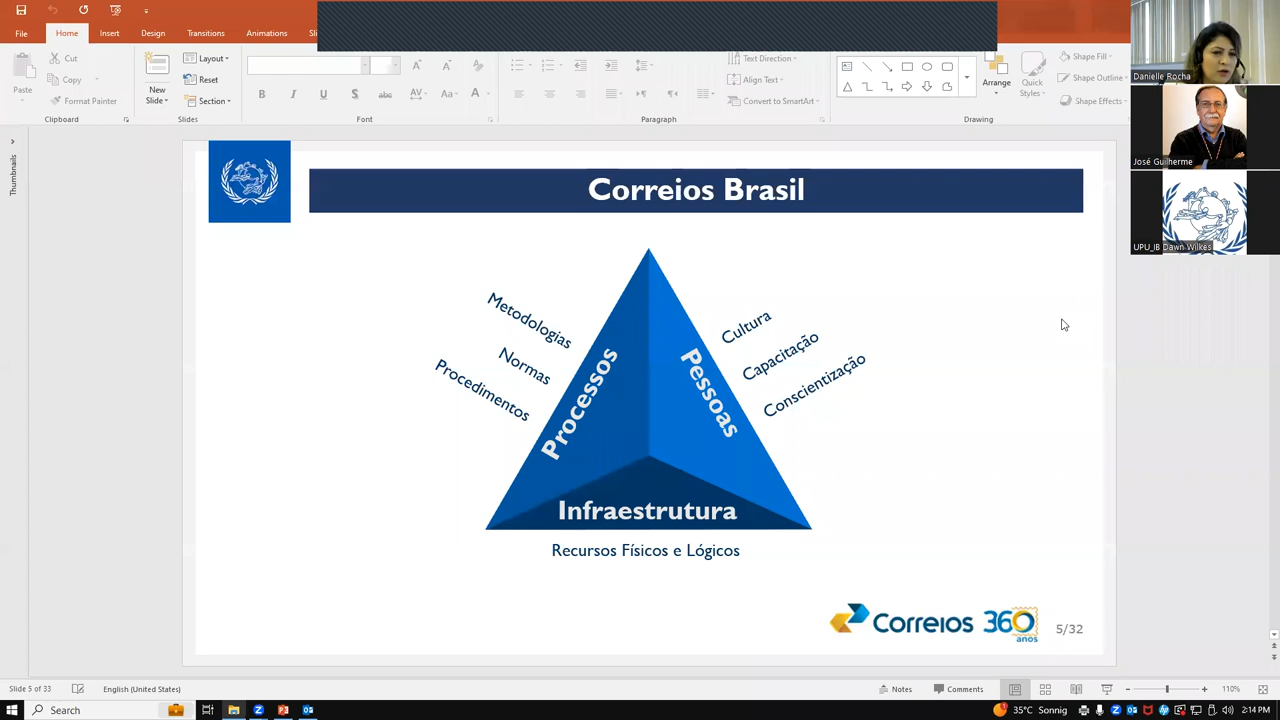 File
Home
Insert
Design
Transitions
Animations
Sli
Paste
Cut
Copy
Format Painter
Clipboard
New
Slide
Layout
Reset
Section
Slides
B
I
U
S
abc
AV
Aa
A
Font
Text Direction
Align Text
Convert to SmartArt
Paragraph
Arrange
Quick
Styles
Shape Fill
Shape Outline
Shape Effects
Drawing
Danielle Rocha
José Guilherme
UPU_IB Dawn Wilkes
Thumbnails
Correios Brasil
Metodologias
Normas
Procedimentos
Processos
Pessoas
Cultura
Capacitação
Conscientização
Infraestrutura
Recursos Físicos e Lógicos
Correios 360
anos
5/32
Slide 5 of 33
English (United States)
Notes
Comments
110%
Search
35°C Sonnig
2:14 PM